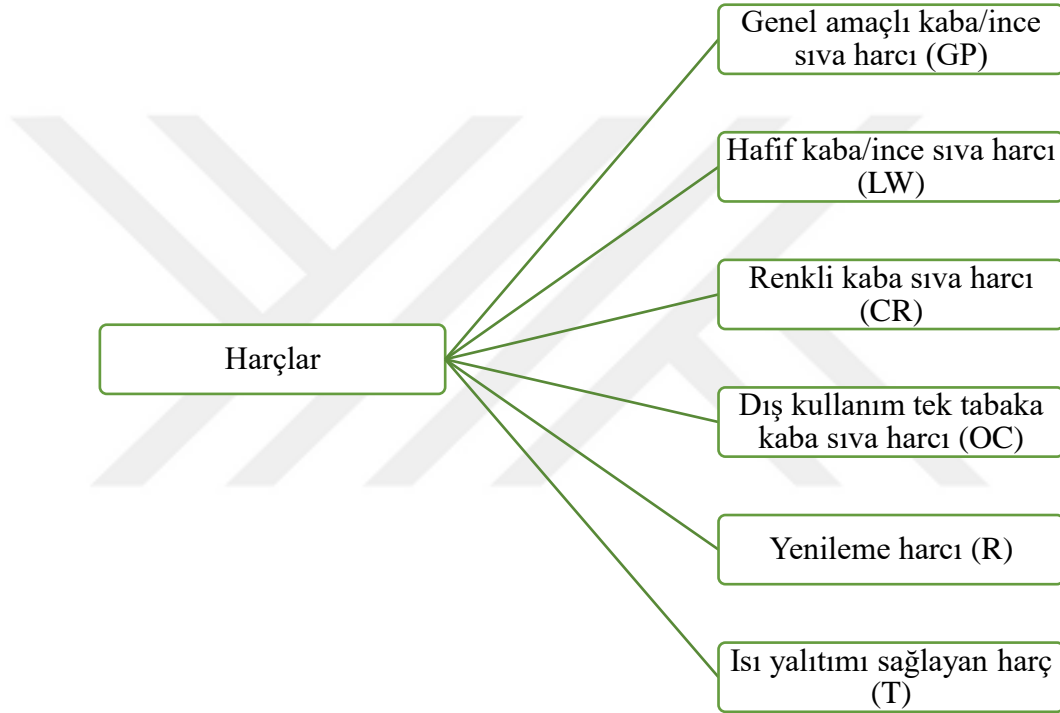 Genel amaçlı kaba/ince
sıva harcı (GP)
Hafif kaba/ince sıva harcı
(LW)
Renkli kaba sıva harcı
(CR)
Harçlar
Dış kullanım tek tabaka
kaba sıva harcı (OC)
Yenileme harcı (R)
Isı yalıtımı sağlayan harç
(T)